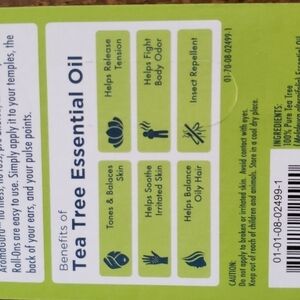 Roll-Ons are easy to use. Simply apply it to your temples, the
back of your ears, and your pulse points.
Benefits of
Tea Tree Essential Oil
Helps Release
Tension
Helps Fight
Body Odor
Insect Repellent
Tones & Balances
Skin
Helps Soothe
Irritated Skin
Helps Balance
Oily Hair
01-70-08-02499-1
CAUTION:
Do not apply to broken or irritated skin. Avoid contact with eyes.
Keep out of reach of children and animals. Store in a cool dry place.
INGREDIENTS:
100% Pure Tea Tree
01-01-08-02499-1